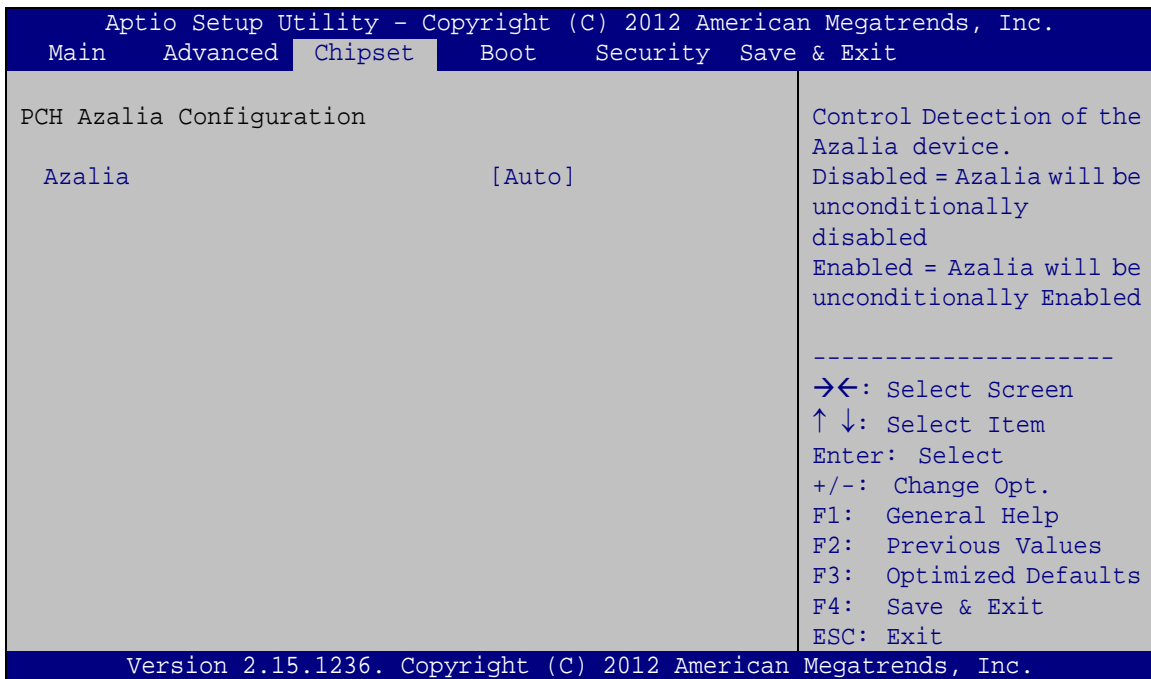 Aptio Setup Utility – Copyright (C) 2012 American Megatrends, Inc.
Main Advanced Chipset Boot Security Save & Exit
PCH Azalia Configuration
Azalia [Auto]
Control Detection of the
Azalia device.
Disabled = Azalia will be
unconditionally
disabled
Enabled = Azalia will be
unconditionally Enabled
---------------------
→←: Select Screen
↑ ↓: Select Item
Enter: Select
+/-: Change Opt.
F1: General Help
F2: Previous Values
F3: Optimized Defaults
F4: Save & Exit
ESC: Exit
Version 2.15.1236. Copyright (C) 2012 American Megatrends, Inc.